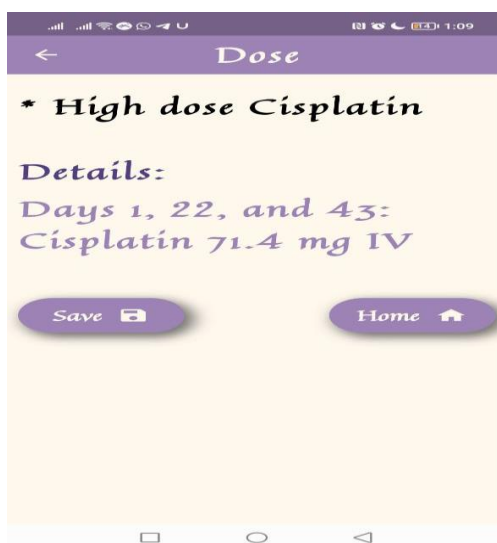 1:09
Dose
* High dose Cisplatin
Details:
Days 1, 22, and 43:
Cisplatin 71.4 mg IV
Save
Home